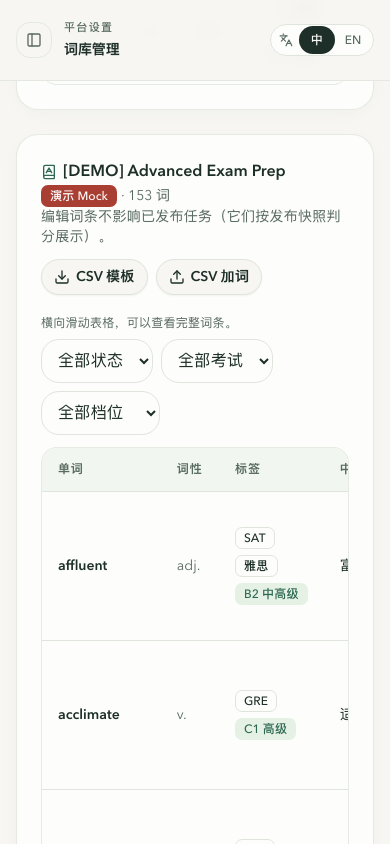 平台设置
词库管理
中
EN
[DEMO] Advanced Exam Prep
演示 Mock · 153 词
编辑词条不影响已发布任务（它们按发布快照判
分展示）。
CSV 模板
CSV 加词
横向滑动表格，可以查看完整词条。
全部状态
全部考试
全部档位
单词 词性 标签
SAT
雅思
affluent adj.
B2 中高级
GRE
acclimate v.
C1 高级